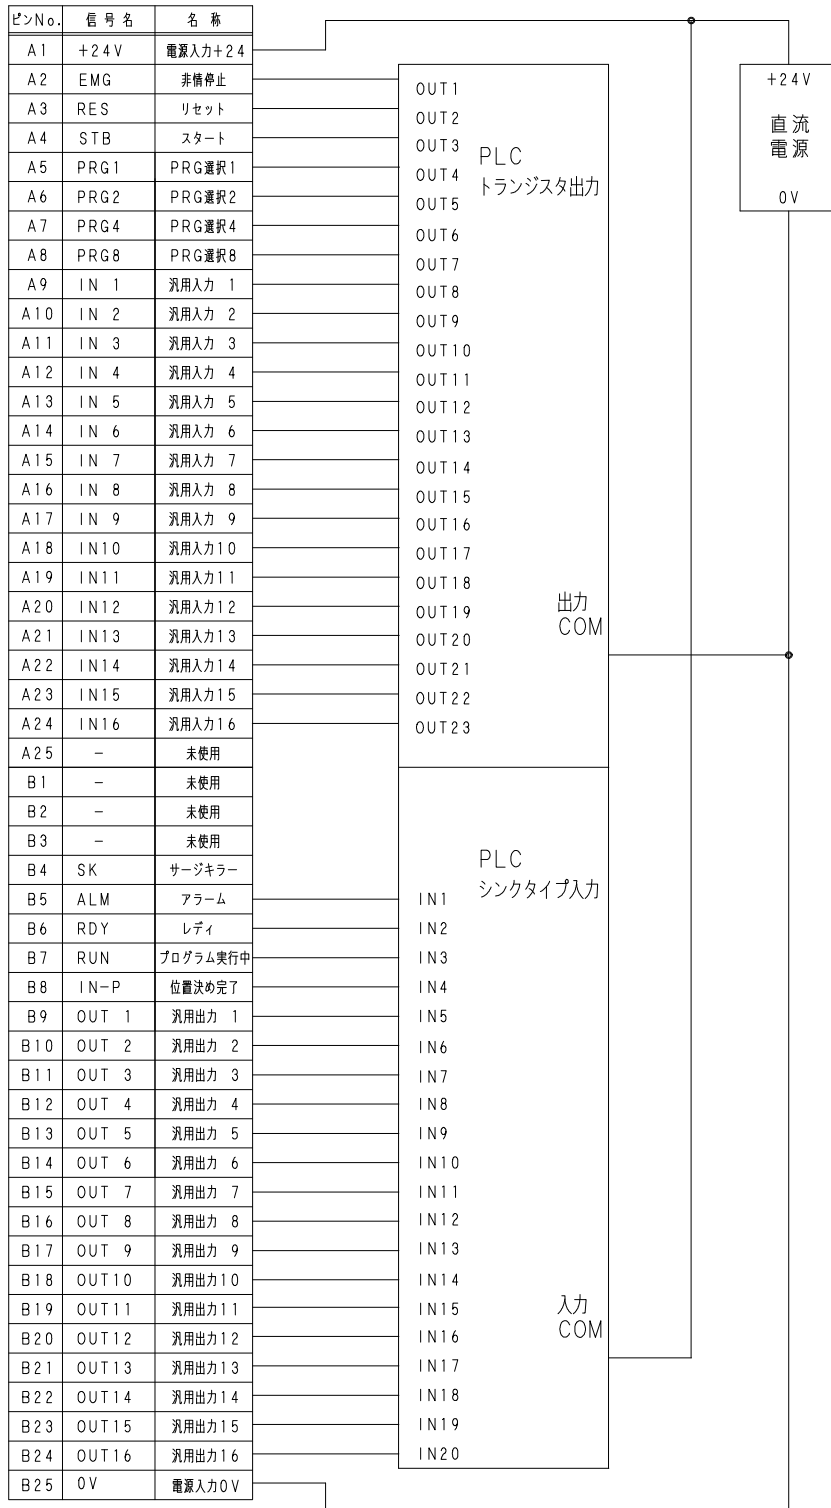 ピンNo. 信号名 名称
A1 +24V 電源入力+24
A2 EMG 非情停止
A3 RES リセット
A4 STB スタート
A5 PRG1 PRG選択1
A6 PRG2 PRG選択2
A7 PRG4 PRG選択4
A8 PRG8 PRG選択8
A9 IN 1 汎用入力 1
A10 IN 2 汎用入力 2
A11 IN 3 汎用入力 3
A12 IN 4 汎用入力 4
A13 IN 5 汎用入力 5
A14 IN 6 汎用入力 6
A15 IN 7 汎用入力 7
A16 IN 8 汎用入力 8
A17 IN 9 汎用入力 9
A18 IN10 汎用入力10
A19 IN11 汎用入力11
A20 IN12 汎用入力12
A21 IN13 汎用入力13
A22 IN14 汎用入力14
A23 IN15 汎用入力15
A24 IN16 汎用入力16
A25 − 未使用
B1 − 未使用
B2 − 未使用
B3 − 未使用
B4 SK サージキラー
B5 ALM アラーム
B6 RDY レディ
B7 RUN プログラム実行中
B8 IN−P 位置決め完了
B9 OUT 1 汎用出力 1
B10 OUT 2 汎用出力 2
B11 OUT 3 汎用出力 3
B12 OUT 4 汎用出力 4
B13 OUT 5 汎用出力 5
B14 OUT 6 汎用出力 6
B15 OUT 7 汎用出力 7
B16 OUT 8 汎用出力 8
B17 OUT 9 汎用出力 9
B18 OUT10 汎用出力10
B19 OUT11 汎用出力11
B20 OUT12 汎用出力12
B21 OUT13 汎用出力13
B22 OUT14 汎用出力14
B23 OUT15 汎用出力15
B24 OUT16 汎用出力16
B25 0V 電源入力0V
OUT1
OUT2
OUT3
OUT4
OUT5
OUT6
OUT7
OUT8
OUT9
OUT10
OUT11
OUT12
OUT13
OUT14
OUT15
OUT16
OUT17
OUT18
OUT19
OUT20
OUT21
OUT22
OUT23
PLC
トランジスタ出力
出力
COM
IN1
IN2
IN3
IN4
IN5
IN6
IN7
IN8
IN9
IN10
IN11
IN12
IN13
IN14
IN15
IN16
IN17
IN18
IN19
IN20
PLC
シンクタイプ入力
入力
COM
+24V
直流
電源
0V